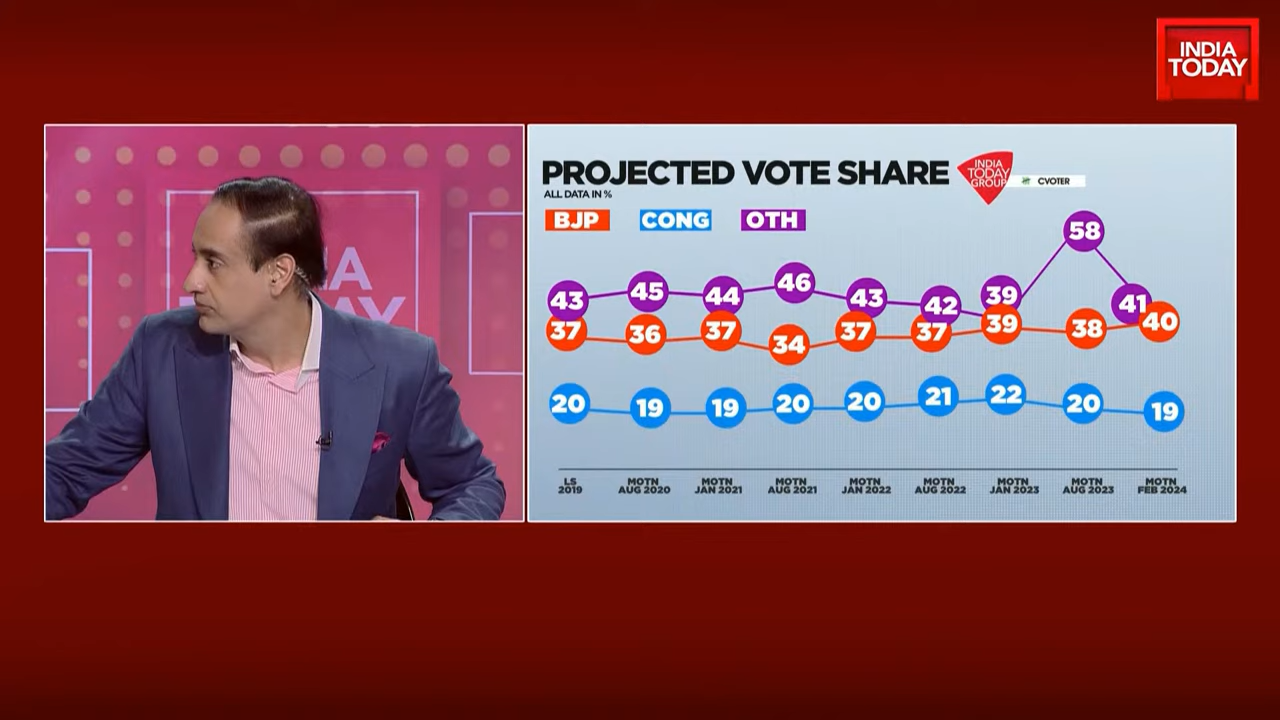 INDIA
TODAY
PROJECTED VOTE SHARE
INDIA
TODAY
GROUP
CVOTER
ALL DATA IN %
BJP CONG OTH
43 45 44 46 43 42 39 58 41
37 36 37 34 37 37 39 38 40
20 19 19 20 20 21 22 20 19
LS
2019
MOTN
AUG 2020
MOTN
JAN 2021
MOTN
AUG 2021
MOTN
JAN 2022
MOTN
AUG 2022
MOTN
JAN 2023
MOTN
AUG 2023
MOTN
FEB 2024